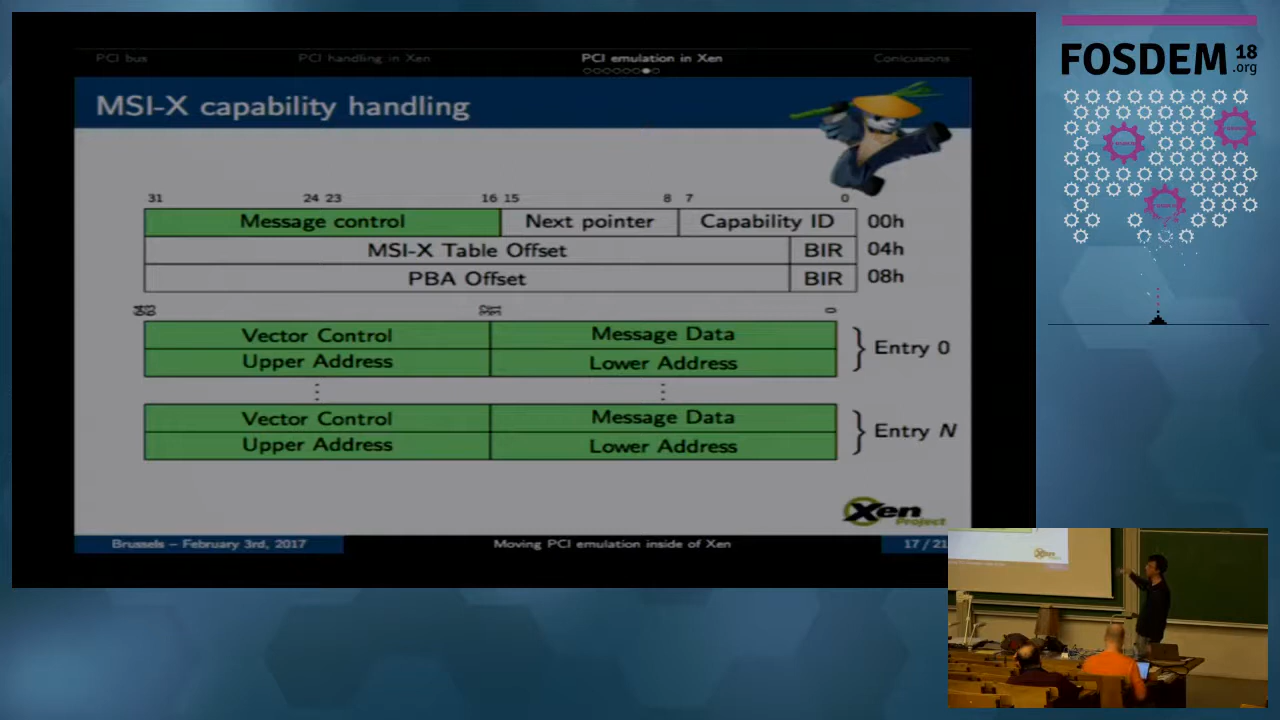 PCI bus PCI handling in Xen PCI emulation in Xen Conclusions
MSI-X capability handling
31 24 23 16 15 8 7 0
Message control Next pointer Capability ID 00h
MSI-X Table Offset BIR 04h
PBA Offset BIR 08h
0
Vector Control Message Data
Upper Address Lower Address
Entry 0
Vector Control Message Data
Upper Address Lower Address
Entry N
Xen
Project
Brussels – February 3rd, 2017 Moving PCI emulation inside of Xen 17 / 21
FOSDEM 18
.org